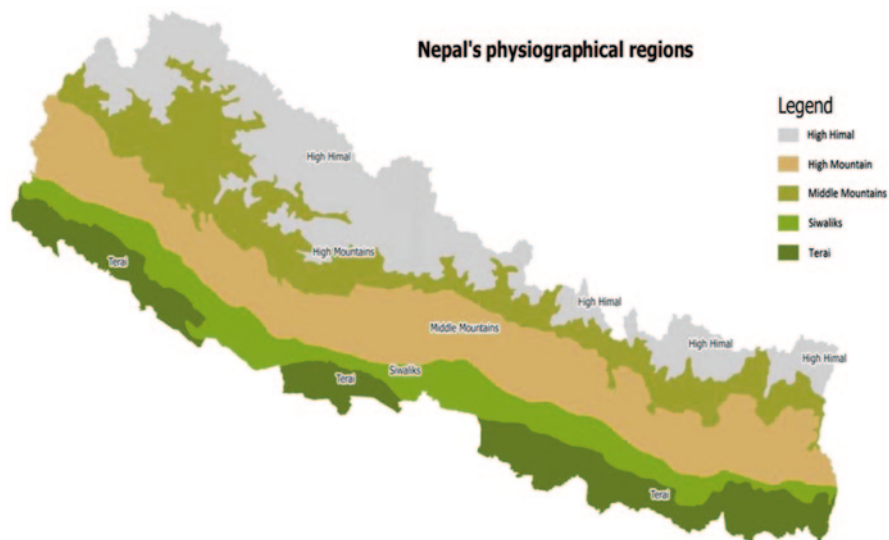 Nepal's physiographical regions
Legend
High Himal
High Mountain
Middle Mountains
Siwaliks
Terai
High Himal
High Mountains
Terai
High Himal
Middle Mountains
High Himal
High Himal
Siwaliks
Terai
Terai